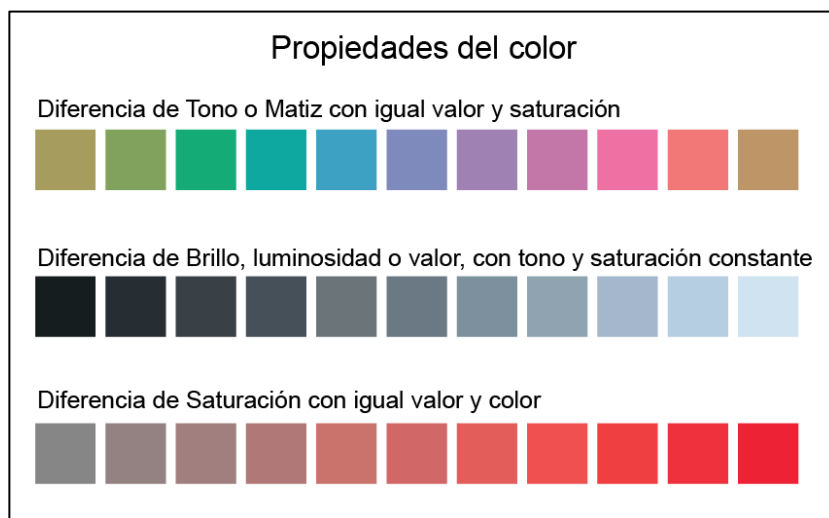 Propiedades del color
Diferencia de Tono o Matiz con igual valor y saturación
Diferencia de Brillo, luminosidad o valor, con tono y saturación constante
Diferencia de Saturación con igual valor y color